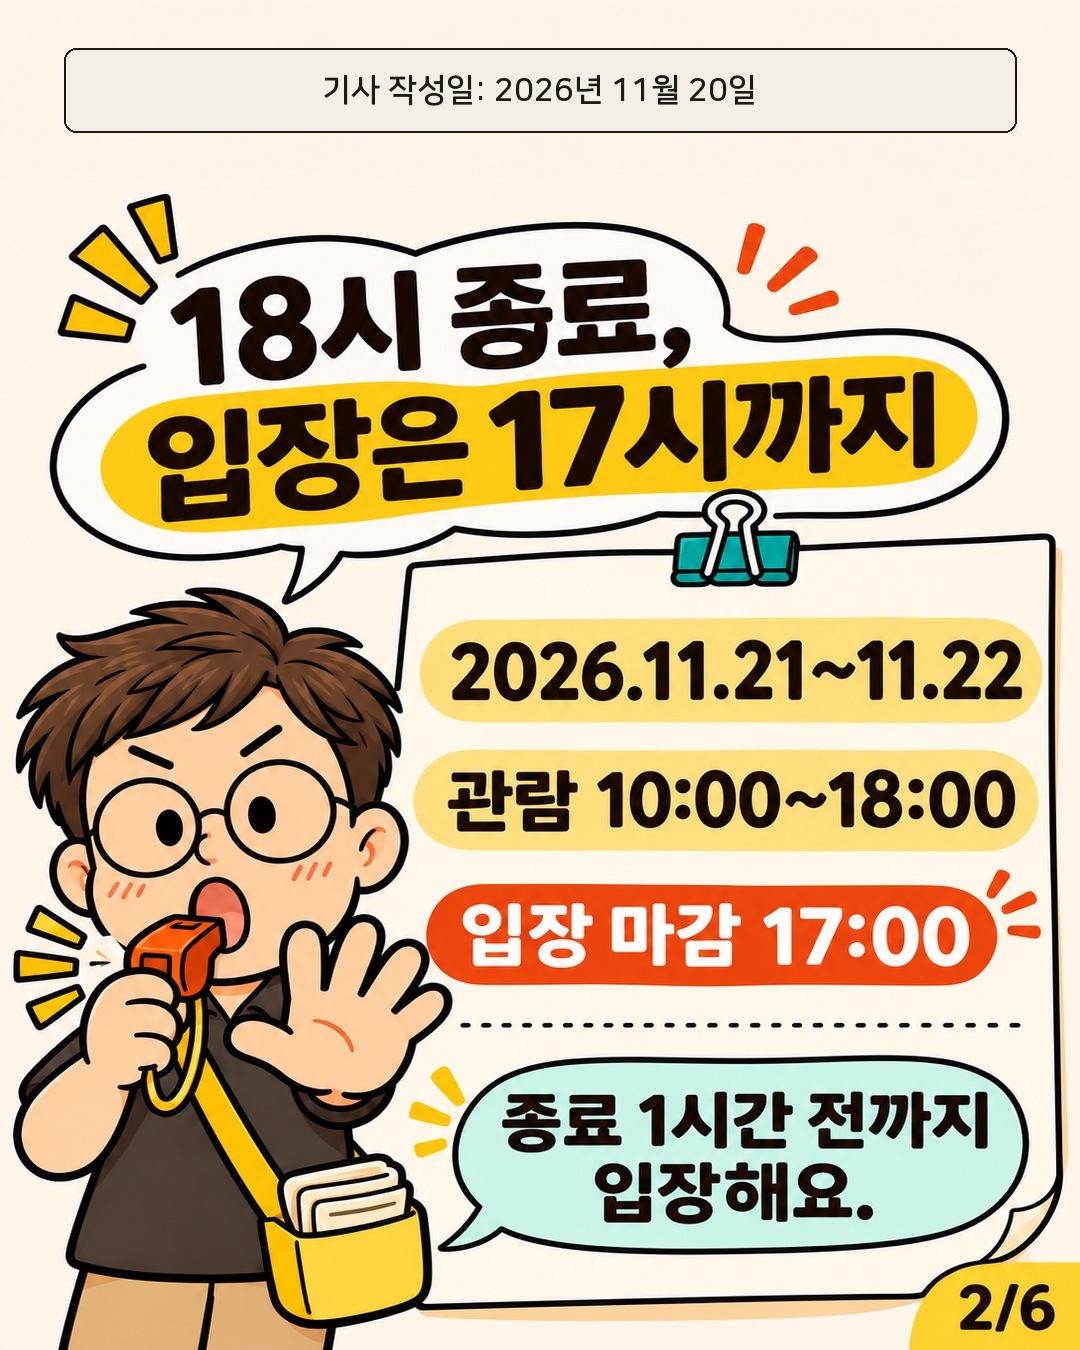 기사 작성일: 2026년 11월 20일
18시 종료,
입장은 17시까지
2026.11.21~11.22
관람 10:00~18:00
입장 마감 17:00
종료 1시간 전까지
입장해요.
2/6